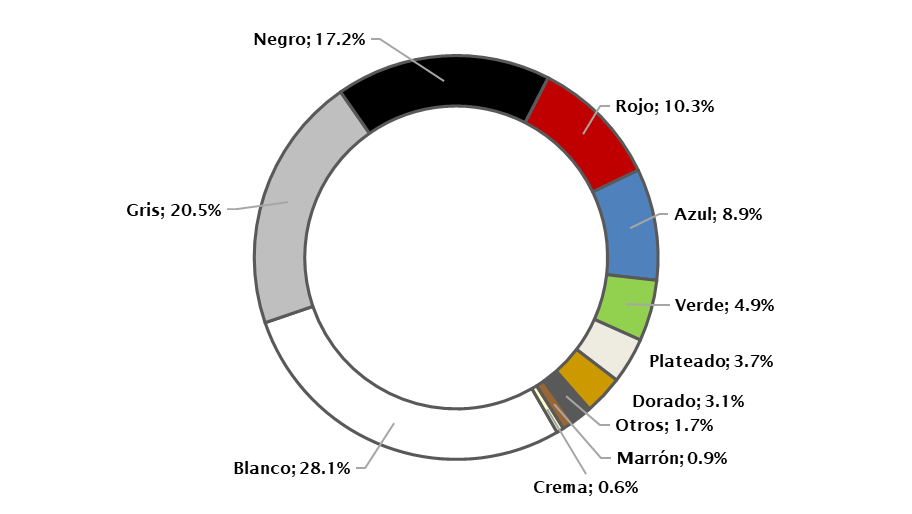 Negro; 17.2%
Rojo; 10.3%
Gris; 20.5%
Azul; 8.9%
Verde; 4.9%
Plateado; 3.7%
Dorado; 3.1%
Otros; 1.7%
Marrón; 0.9%
Blanco; 28.1%
Crema; 0.6%